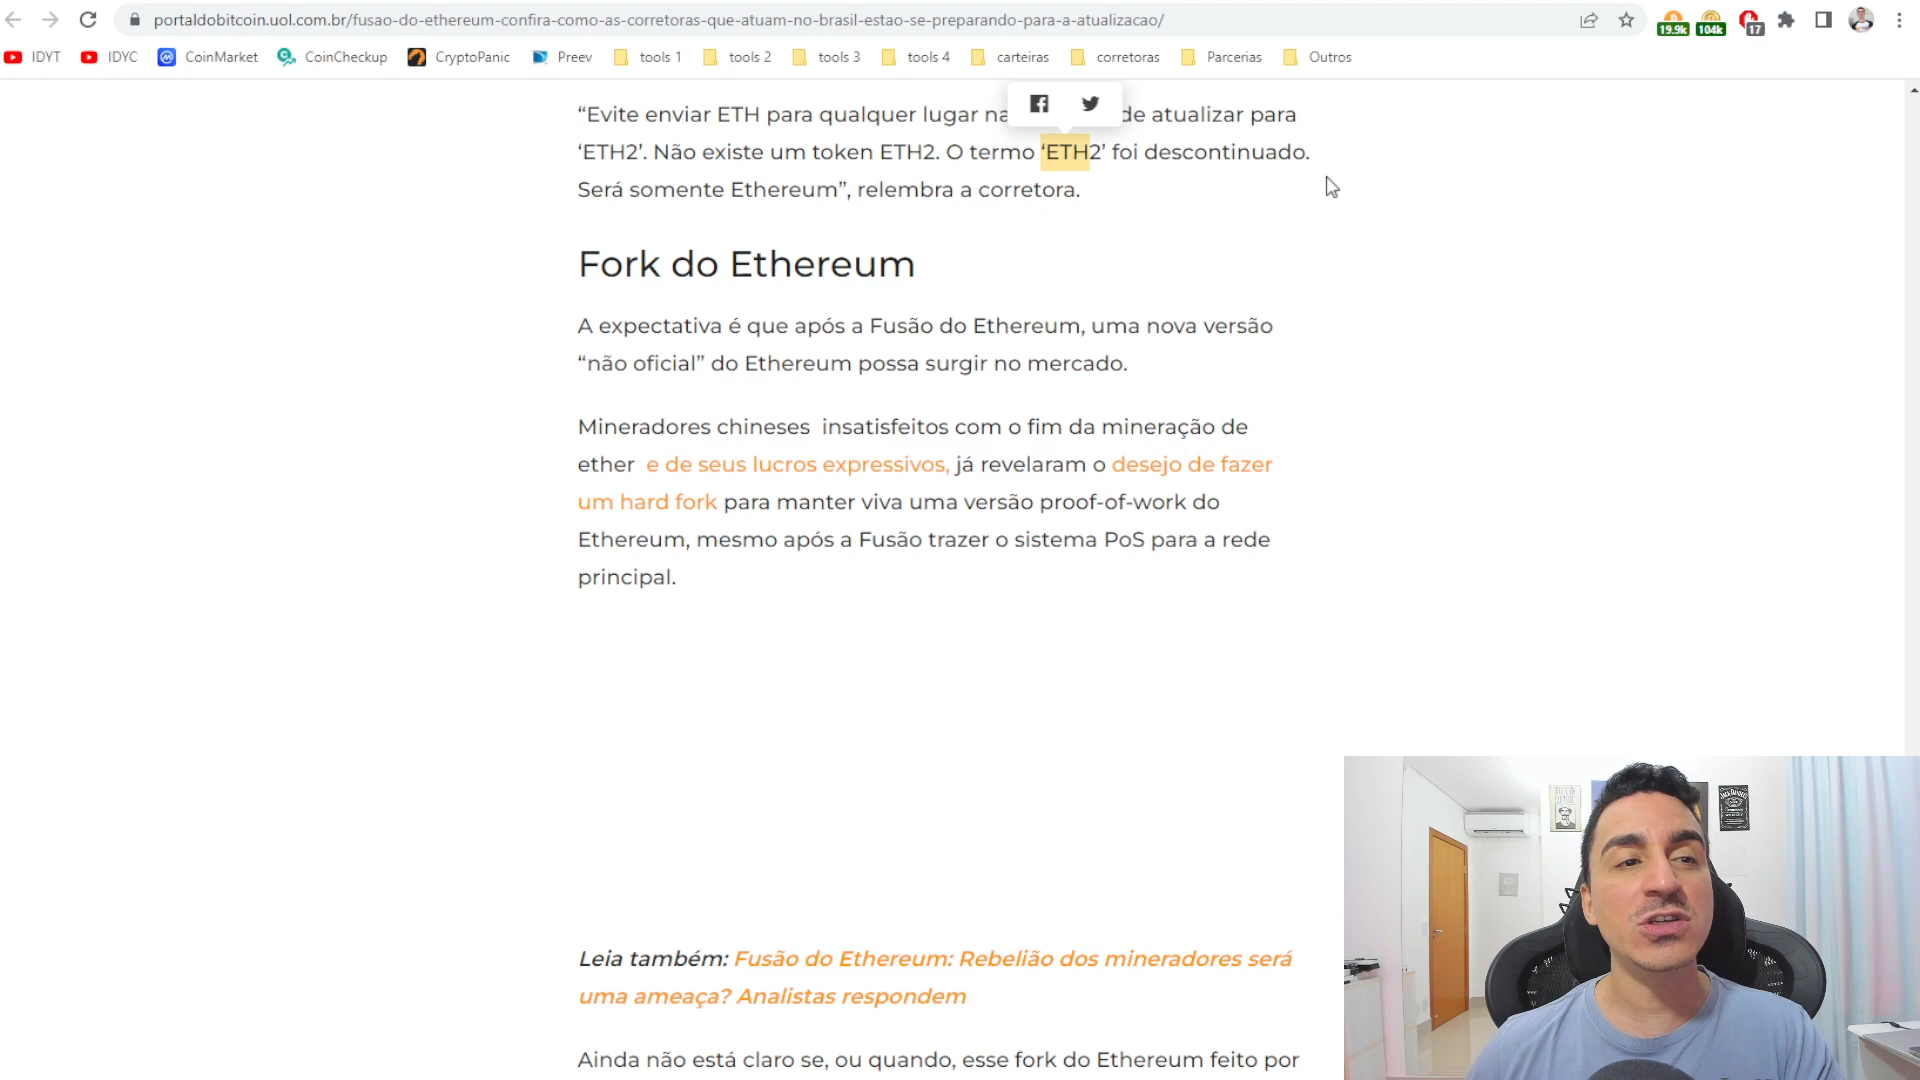 portaldobitcoin.uol.com.br/fusao-do-ethereum-confira-como-as-corretoras-que-atuam-no-brasil-estao-se-preparando-para-a-atualizacao/
19.9k 104k 17
IDYT IDYC CoinMarket CoinCheckup CryptoPanic Preev tools 1 tools 2 tools 3 tools 4 carteiras corretoras Parcerias Outros
“Evite enviar ETH para qualquer lugar na de atualizar para
‘ETH2’. Não existe um token ETH2. O termo ‘ETH2’ foi descontinuado.
Será somente Ethereum”, relembra a corretora.
Fork do Ethereum
A expectativa é que após a Fusão do Ethereum, uma nova versão
“não oficial” do Ethereum possa surgir no mercado.
Mineradores chineses insatisfeitos com o fim da mineração de
ether e de seus lucros expressivos, já revelaram o desejo de fazer
um hard fork para manter viva uma versão proof-of-work do
Ethereum, mesmo após a Fusão trazer o sistema PoS para a rede
principal.
Leia também: Fusão do Ethereum: Rebelião dos mineradores será
uma ameaça? Analistas respondem
Ainda não está claro se, ou quando, esse fork do Ethereum feito por